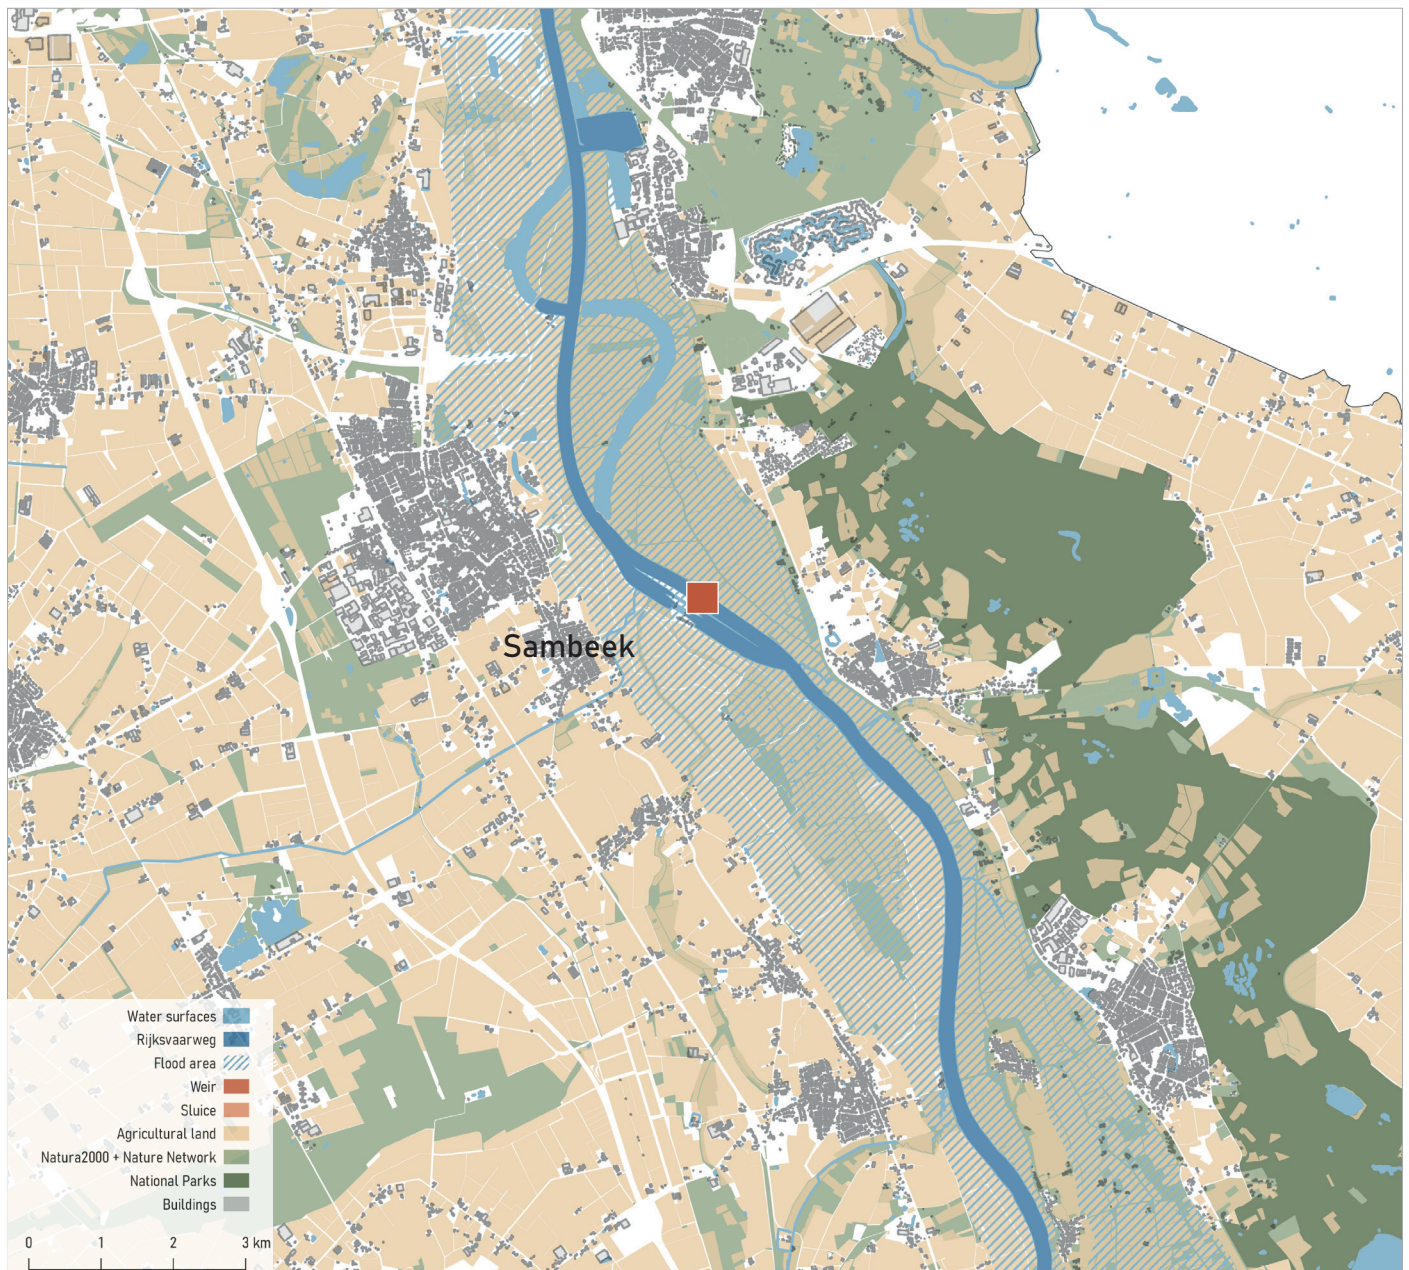 Sambeek
Water surfaces
Rijksvaarweg
Flood area
Weir
Sluice
Agricultural land
Natura2000 + Nature Network
National Parks
Buildings
0 1 2 3 km